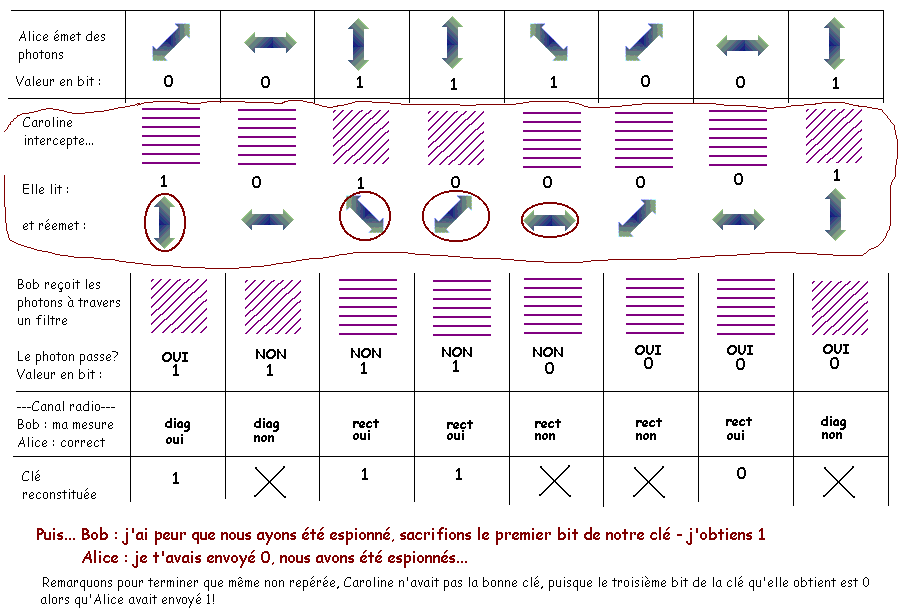 Alice émet des
photons
Valeur en bit : 0 0 1 1 1 0 0 1
Caroline
intercepte...
Elle lit : 1 0 1 0 0 0 0 1
et réemet :
Bob reçoit les
photons à travers
un filtre
Le photon passe? OUI NON NON NON NON OUI OUI OUI
Valeur en bit : 1 1 1 1 0 0 0 0
---Canal radio---
Bob : ma mesure diag diag rect rect rect rect rect diag
Alice : correct oui non oui oui non non oui non
Clé 1 1 1 0
reconstituée
Puis... Bob : j'ai peur que nous ayons été espionné, sacrifions le premier bit de notre clé - j'obtiens 1
Alice : je t'avais envoyé 0, nous avons été espionnés...
Remarquons pour terminer que même non repérée, Caroline n'avait pas la bonne clé, puisque le troisième bit de la clé qu'elle obtient est 0
alors qu'Alice avait envoyé 1!